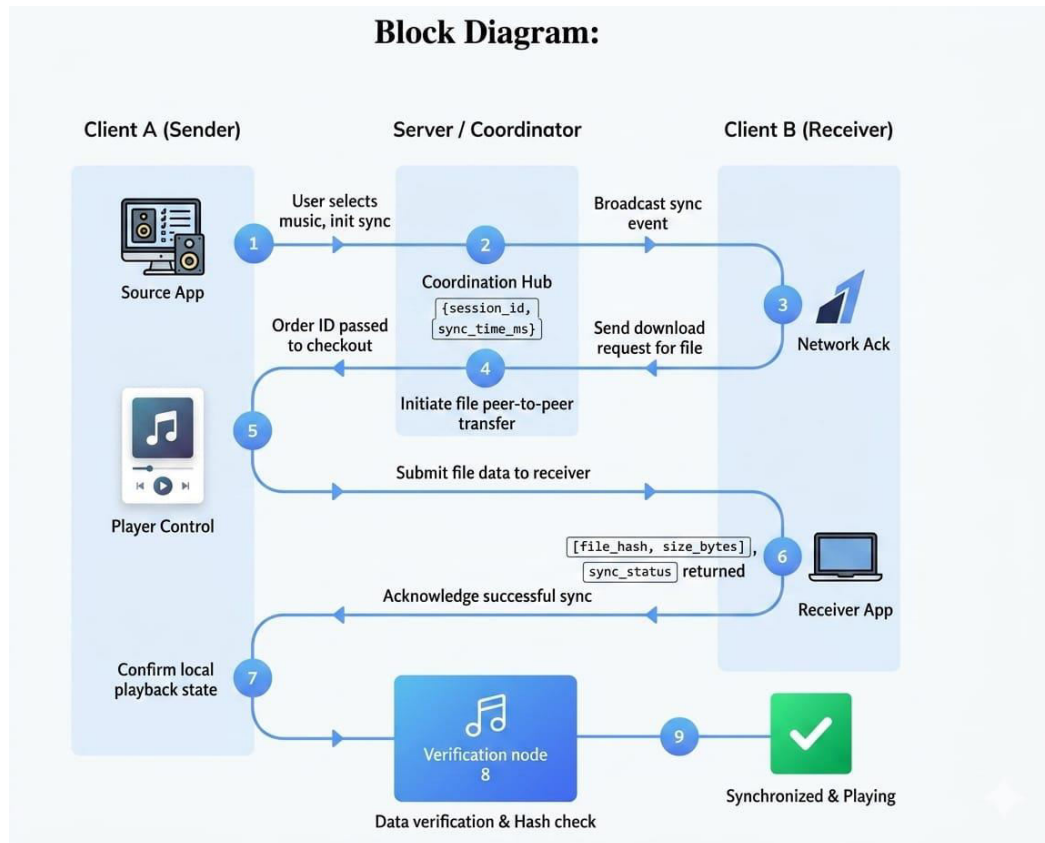 Block Diagram:
Client A (Sender)
Server / Coordinator
Client B (Receiver)
User selects
music, init sync
Broadcast sync
event
1
2
Source App
Coordination Hub
{session_id,
sync_time_ms}
3
Network Ack
Order ID passed
to checkout
Send download
request for file
4
Initiate file peer-to-peer
transfer
5
Player Control
Submit file data to receiver
[file_hash, size_bytes],
sync_status returned
6
Receiver App
Acknowledge successful sync
Confirm local
playback state
7
Verification node
8
9
Data verification & Hash check
Synchronized & Playing